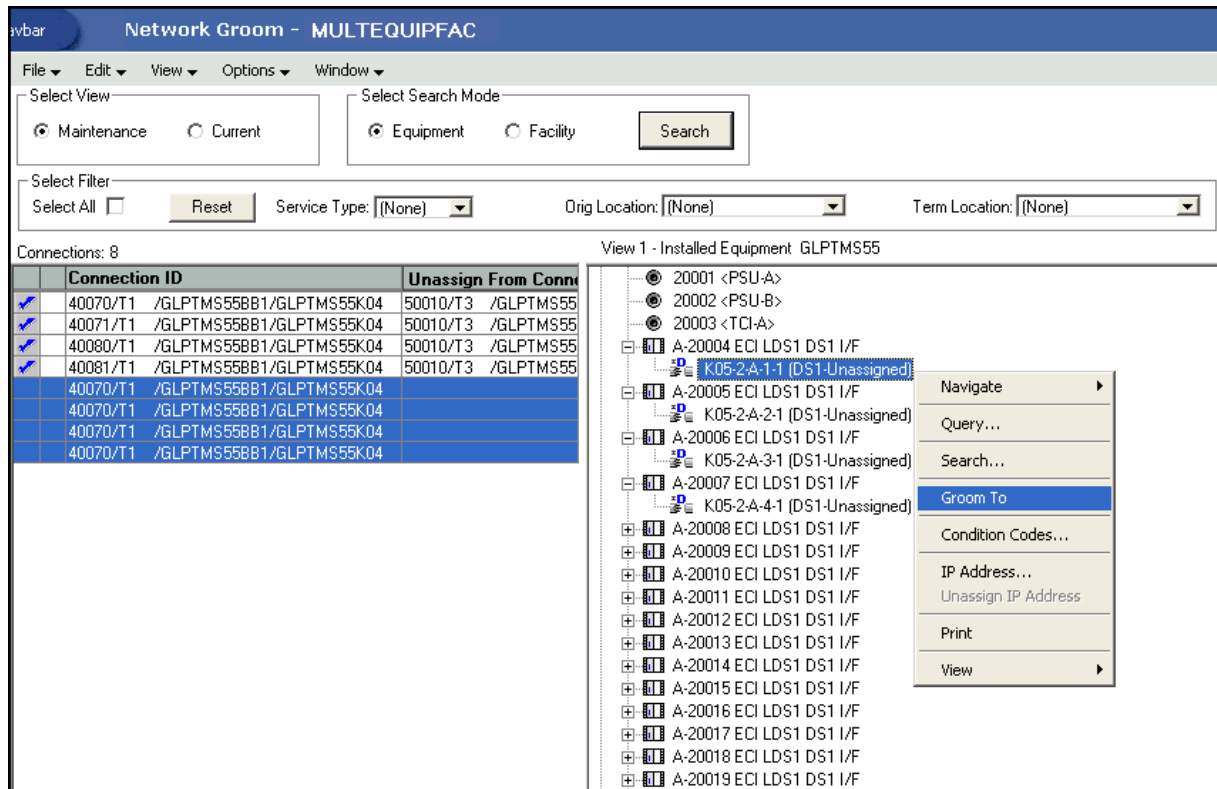 avbar Network Groom - MULTEQUIPFAC
File Edit View Options Window
Select View Select Search Mode
Maintenance Current Equipment Facility Search
Select Filter
Select All Reset Service Type: (None) Orig Location: (None) Term Location: (None)
Connections: 8 View 1 - Installed Equipment GLPTMS55
Connection ID Unassign From Conne
40070/T1 /GLPTMS55BB1/GLPTMS55K04 50010/T3 /GLPTMS55
40071/T1 /GLPTMS55BB1/GLPTMS55K04 50010/T3 /GLPTMS55
40080/T1 /GLPTMS55BB1/GLPTMS55K04 50010/T3 /GLPTMS55
40081/T1 /GLPTMS55BB1/GLPTMS55K04 50010/T3 /GLPTMS55
40070/T1 /GLPTMS55BB1/GLPTMS55K04
40070/T1 /GLPTMS55BB1/GLPTMS55K04
40070/T1 /GLPTMS55BB1/GLPTMS55K04
40070/T1 /GLPTMS55BB1/GLPTMS55K04
20001 <PSU-A>
20002 <PSU-B>
20003 <TCI-A>
A-20004 ECI LDS1 DS1 I/F
K05-2-A-1-1 (DS1-Unassigned)
A-20005 ECI LDS1 DS1 I/F
K05-2-A-2-1 (DS1-Unassigned)
A-20006 ECI LDS1 DS1 I/F
K05-2-A-3-1 (DS1-Unassigned)
A-20007 ECI LDS1 DS1 I/F
K05-2-A-4-1 (DS1-Unassigned)
A-20008 ECI LDS1 DS1 I/F
A-20009 ECI LDS1 DS1 I/F
A-20010 ECI LDS1 DS1 I/F
A-20011 ECI LDS1 DS1 I/F
A-20012 ECI LDS1 DS1 I/F
A-20013 ECI LDS1 DS1 I/F
A-20014 ECI LDS1 DS1 I/F
A-20015 ECI LDS1 DS1 I/F
A-20016 ECI LDS1 DS1 I/F
A-20017 ECI LDS1 DS1 I/F
A-20018 ECI LDS1 DS1 I/F
A-20019 ECI LDS1 DS1 I/F
Navigate
Query...
Search...
Groom To
Condition Codes...
IP Address...
Unassign IP Address
Print
View